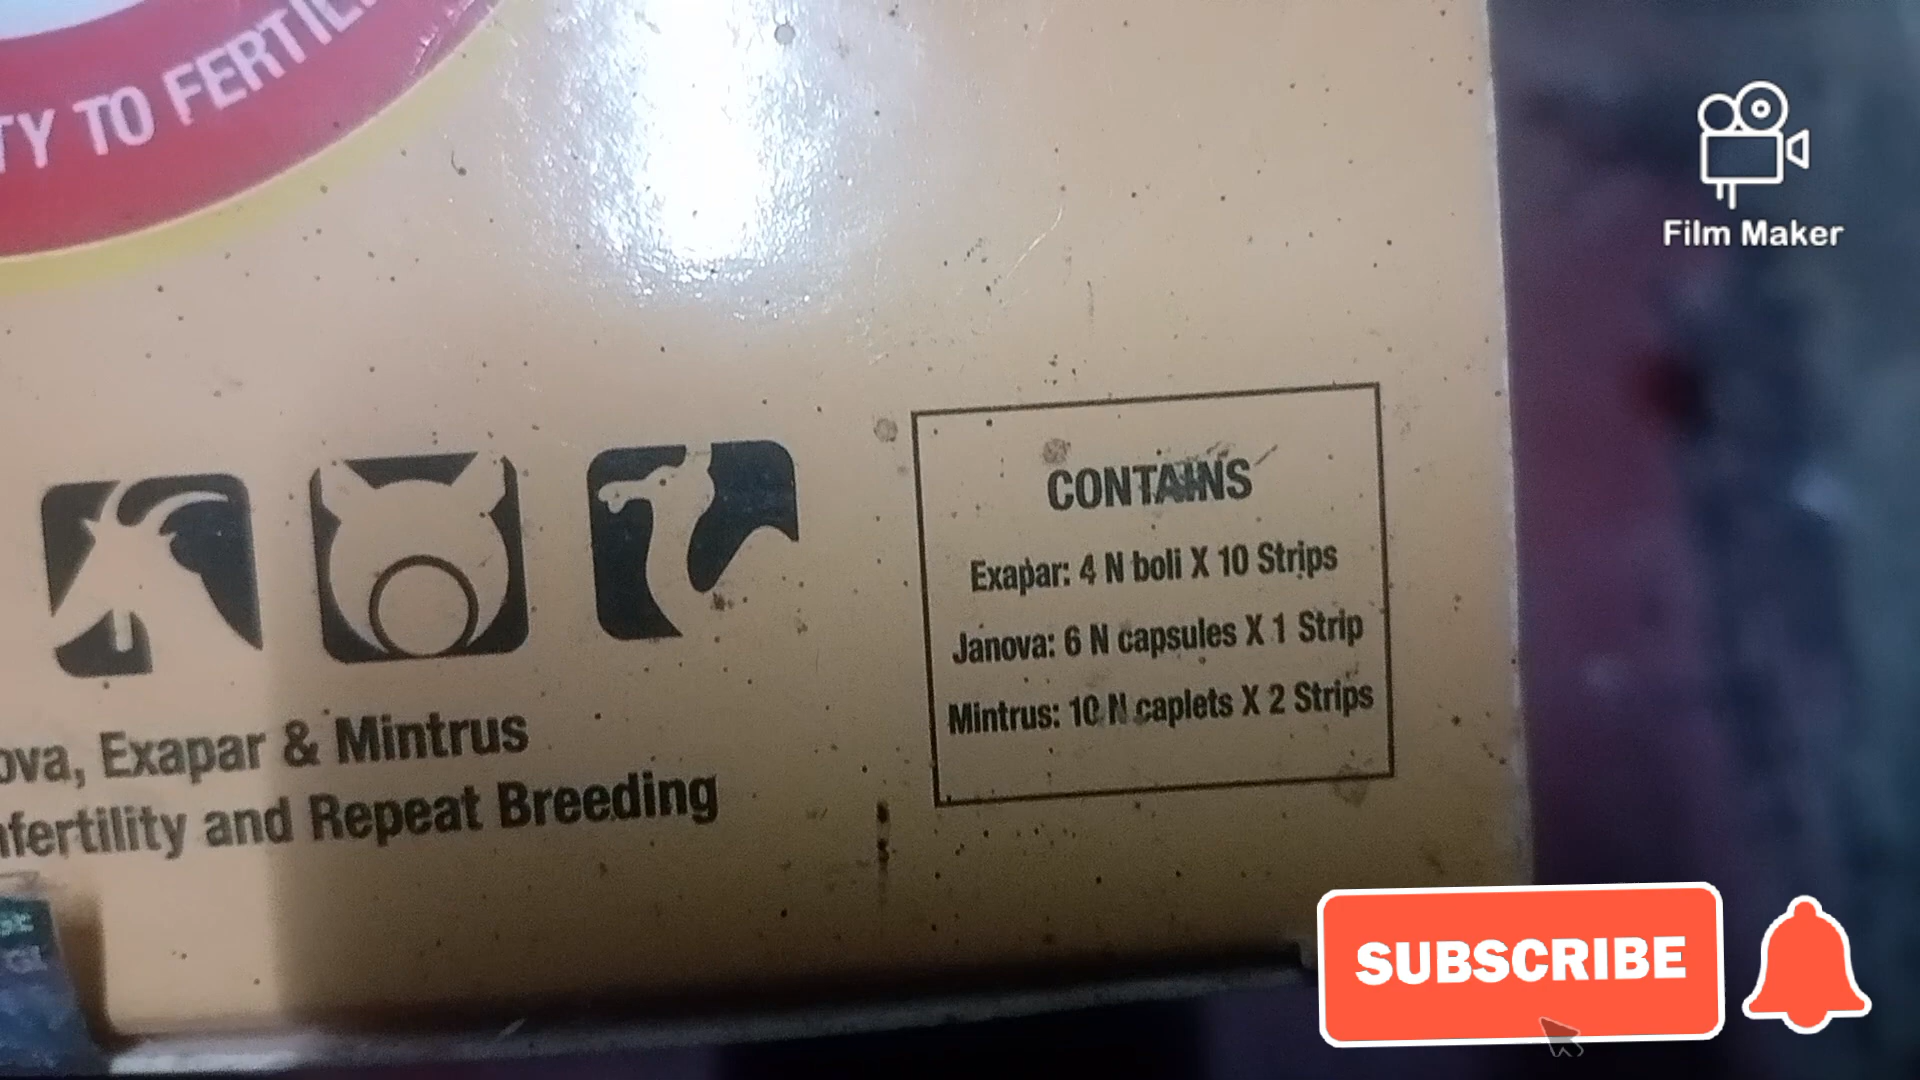 TY TO FERTIL
Film Maker
CONTAINS
Exapar: 4 N boli X 10 Strips
Janova: 6 N capsules X 1 Strip
Mintrus: 10 N caplets X 2 Strips
ova, Exapar & Mintrus
nfertility and Repeat Breeding
SUBSCRIBE